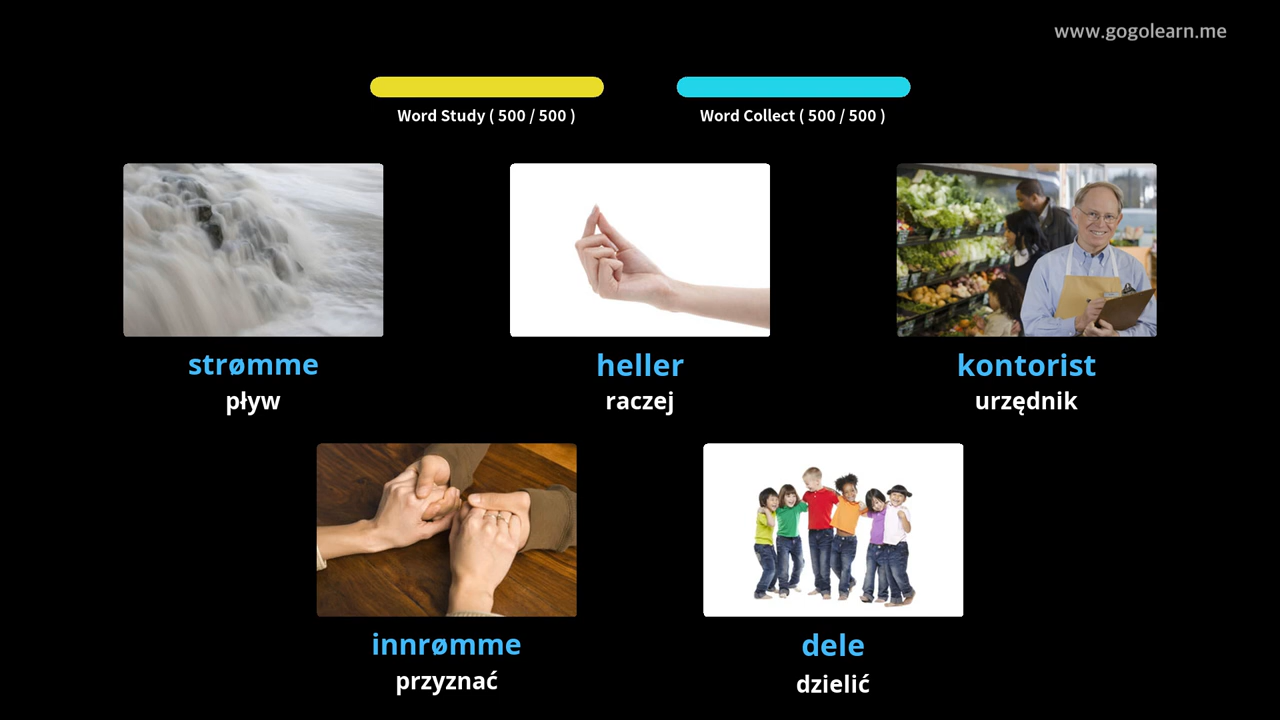 www.gogolearn.me
Word Study ( 500 / 500 )
Word Collect ( 500 / 500 )
strømme
pływ
heller
raczej
kontorist
urzędnik
innrømme
przyznać
dele
dzielić